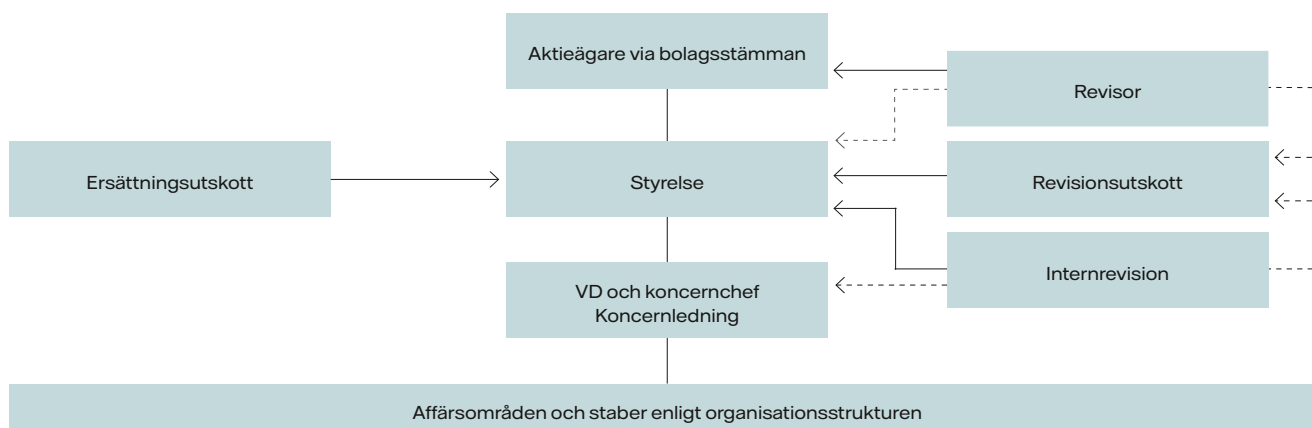 Aktieägare via bolagsstämman
Revisor
Ersättningsutskott
Styrelse
Revisionsutskott
VD och koncernchef
Koncernledning
Internrevision
Affärsområden och staber enligt organisationsstrukturen